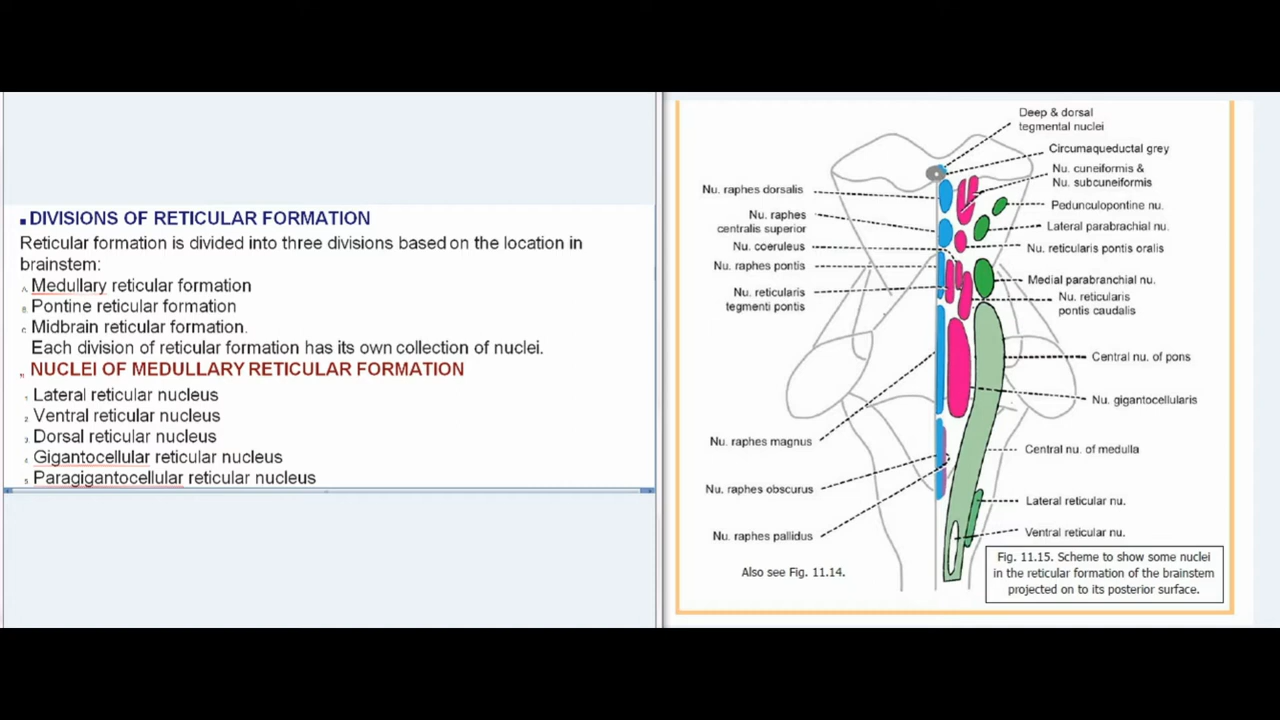 DIVISIONS OF RETICULAR FORMATION
Reticular formation is divided into three divisions based on the location in
brainstem:
A. Medullary reticular formation
B. Pontine reticular formation
C. Midbrain reticular formation.
Each division of reticular formation has its own collection of nuclei.
NUCLEI OF MEDULLARY RETICULAR FORMATION
1. Lateral reticular nucleus
2. Ventral reticular nucleus
3. Dorsal reticular nucleus
4. Gigantocellular reticular nucleus
5. Paragigantocellular reticular nucleus
Nu. raphes dorsalis
Nu. raphes
centralis superior
Nu. coeruleus
Nu. raphes pontis
Nu. reticularis
tegmenti pontis
Nu. raphes magnus
Nu. raphes obscurus
Nu. raphes pallidus
Also see Fig. 11.14.
Deep & dorsal
tegmental nuclei
Circumaqueductal grey
Nu. cuneiformis &
Nu. subcuneiformis
Pedunculopontine nu.
Lateral parabrachial nu.
Nu. reticularis pontis oralis
Medial parabranchial nu.
Nu. reticularis
pontis caudalis
Central nu. of pons
Nu. gigantocellularis
Central nu. of medulla
Lateral reticular nu.
Ventral reticular nu.
Fig. 11.15. Scheme to show some nuclei
in the reticular formation of the brainstem
projected on to its posterior surface.